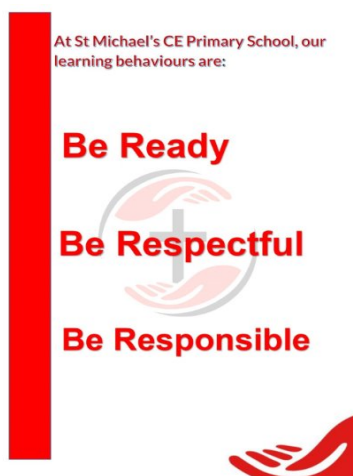 At St Michael's CE Primary School, our
learning behaviours are:
Be Ready
Be Respectful
Be Responsible